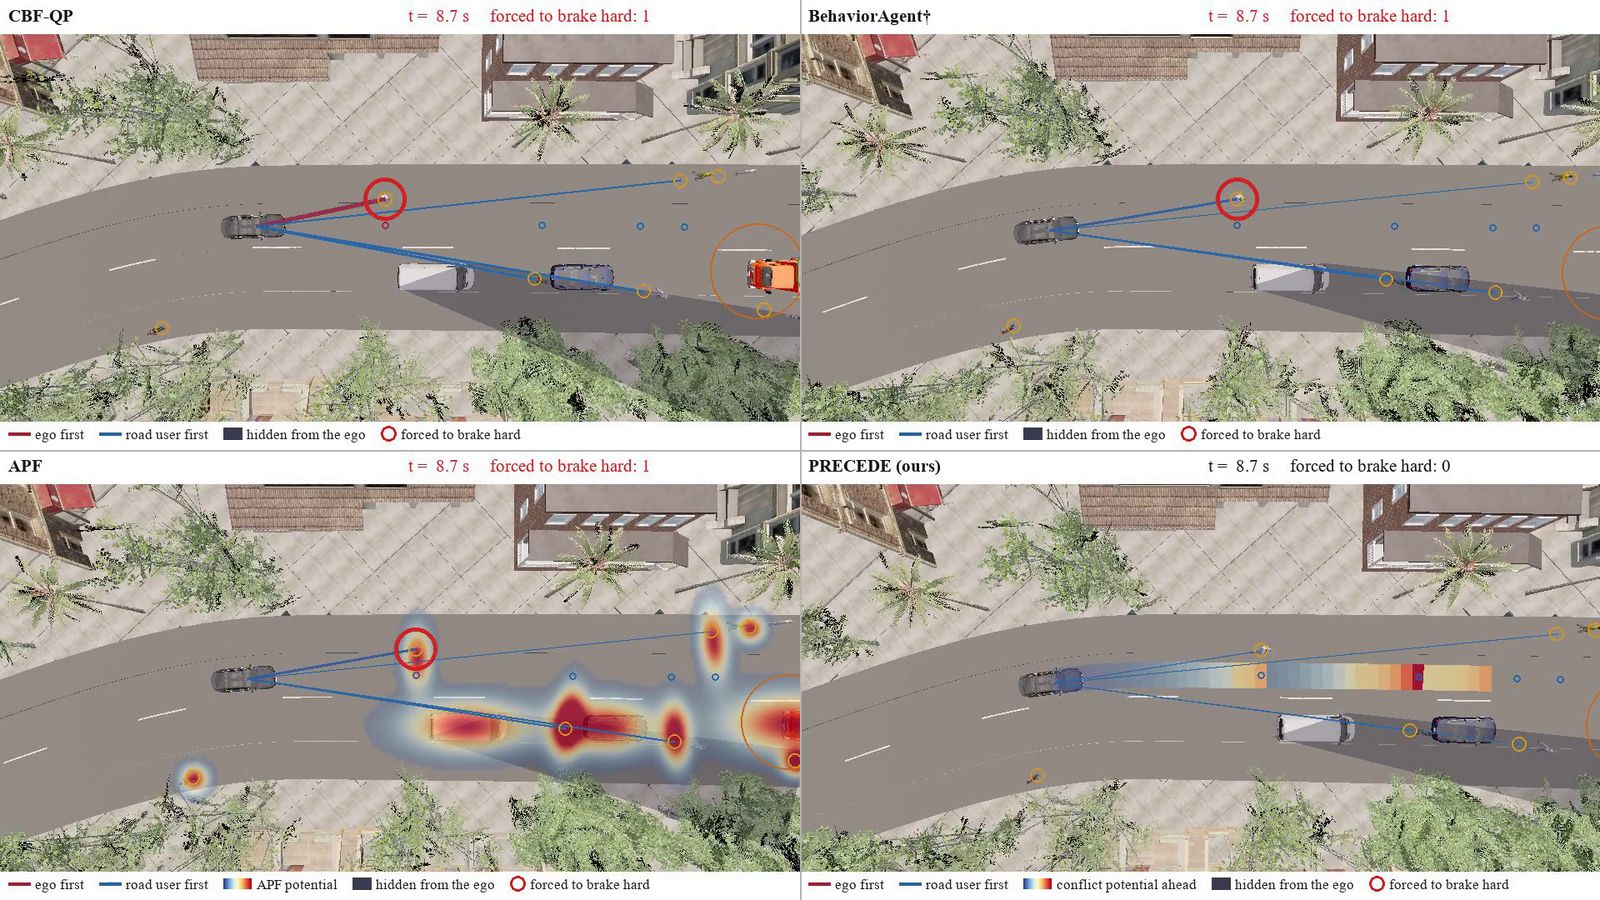 CBF-QP
t = 8.7 s forced to brake hard: 1
ego first road user first hidden from the ego forced to brake hard
BehaviorAgent†
t = 8.7 s forced to brake hard: 1
ego first road user first hidden from the ego forced to brake hard
APF
t = 8.7 s forced to brake hard: 1
ego first road user first APF potential hidden from the ego forced to brake hard
PRECEDE (ours)
t = 8.7 s forced to brake hard: 0
ego first road user first conflict potential ahead hidden from the ego forced to brake hard